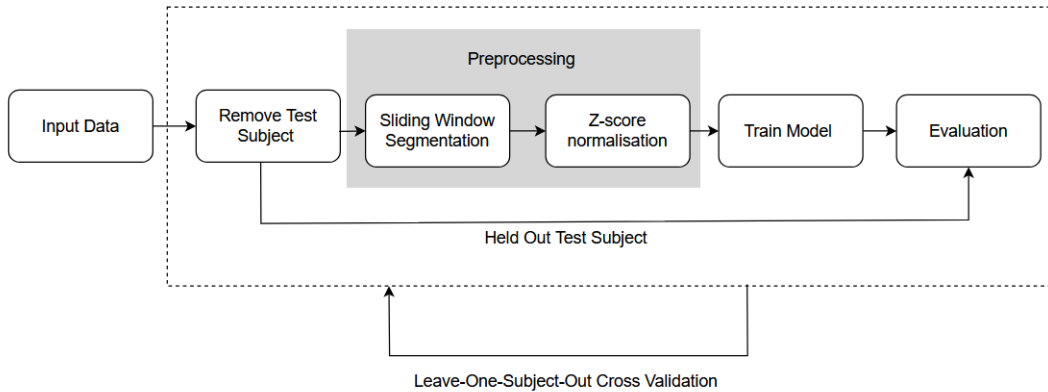 Preprocessing
Input Data
Remove Test
Subject
Sliding Window
Segmentation
Z-score
normalisation
Train Model
Evaluation
Held Out Test Subject
Leave-One-Subject-Out Cross Validation